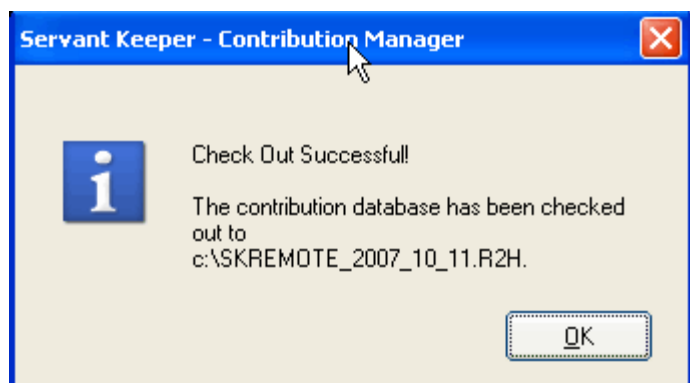 Servant Keeper - Contribution Manager
Check Out Successful!
The contribution database has been checked
out to
c:\SKREMOTE_2007_10_11.R2H.
OK